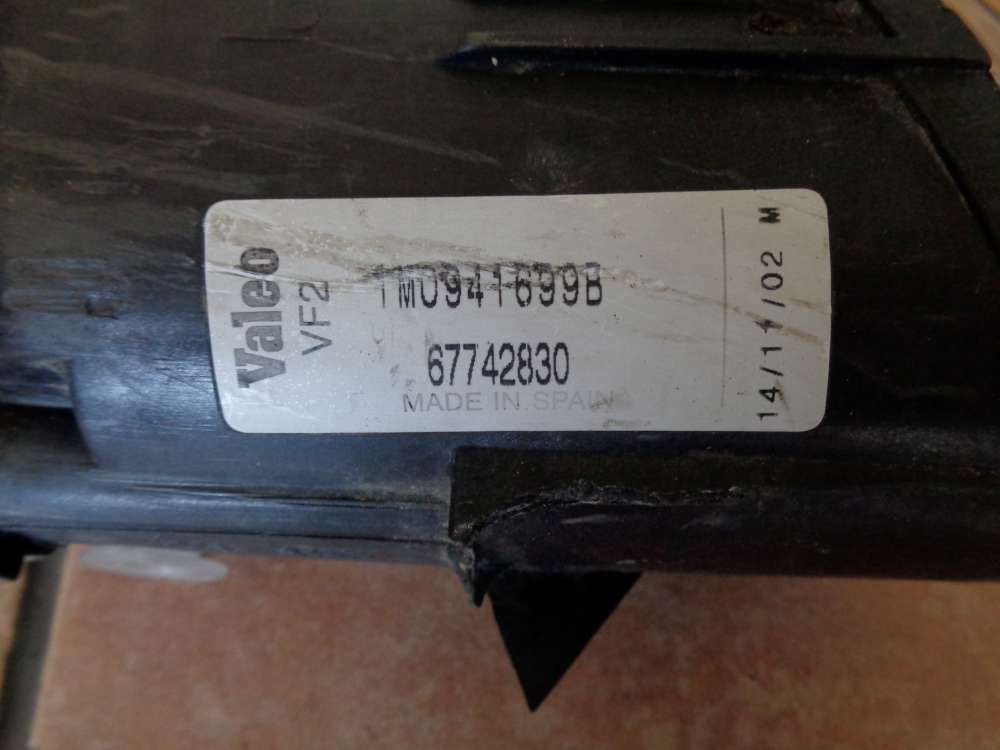 Valeo
VF2
1M0941699B
67742830
MADE IN SPAIN
14/11/02 M